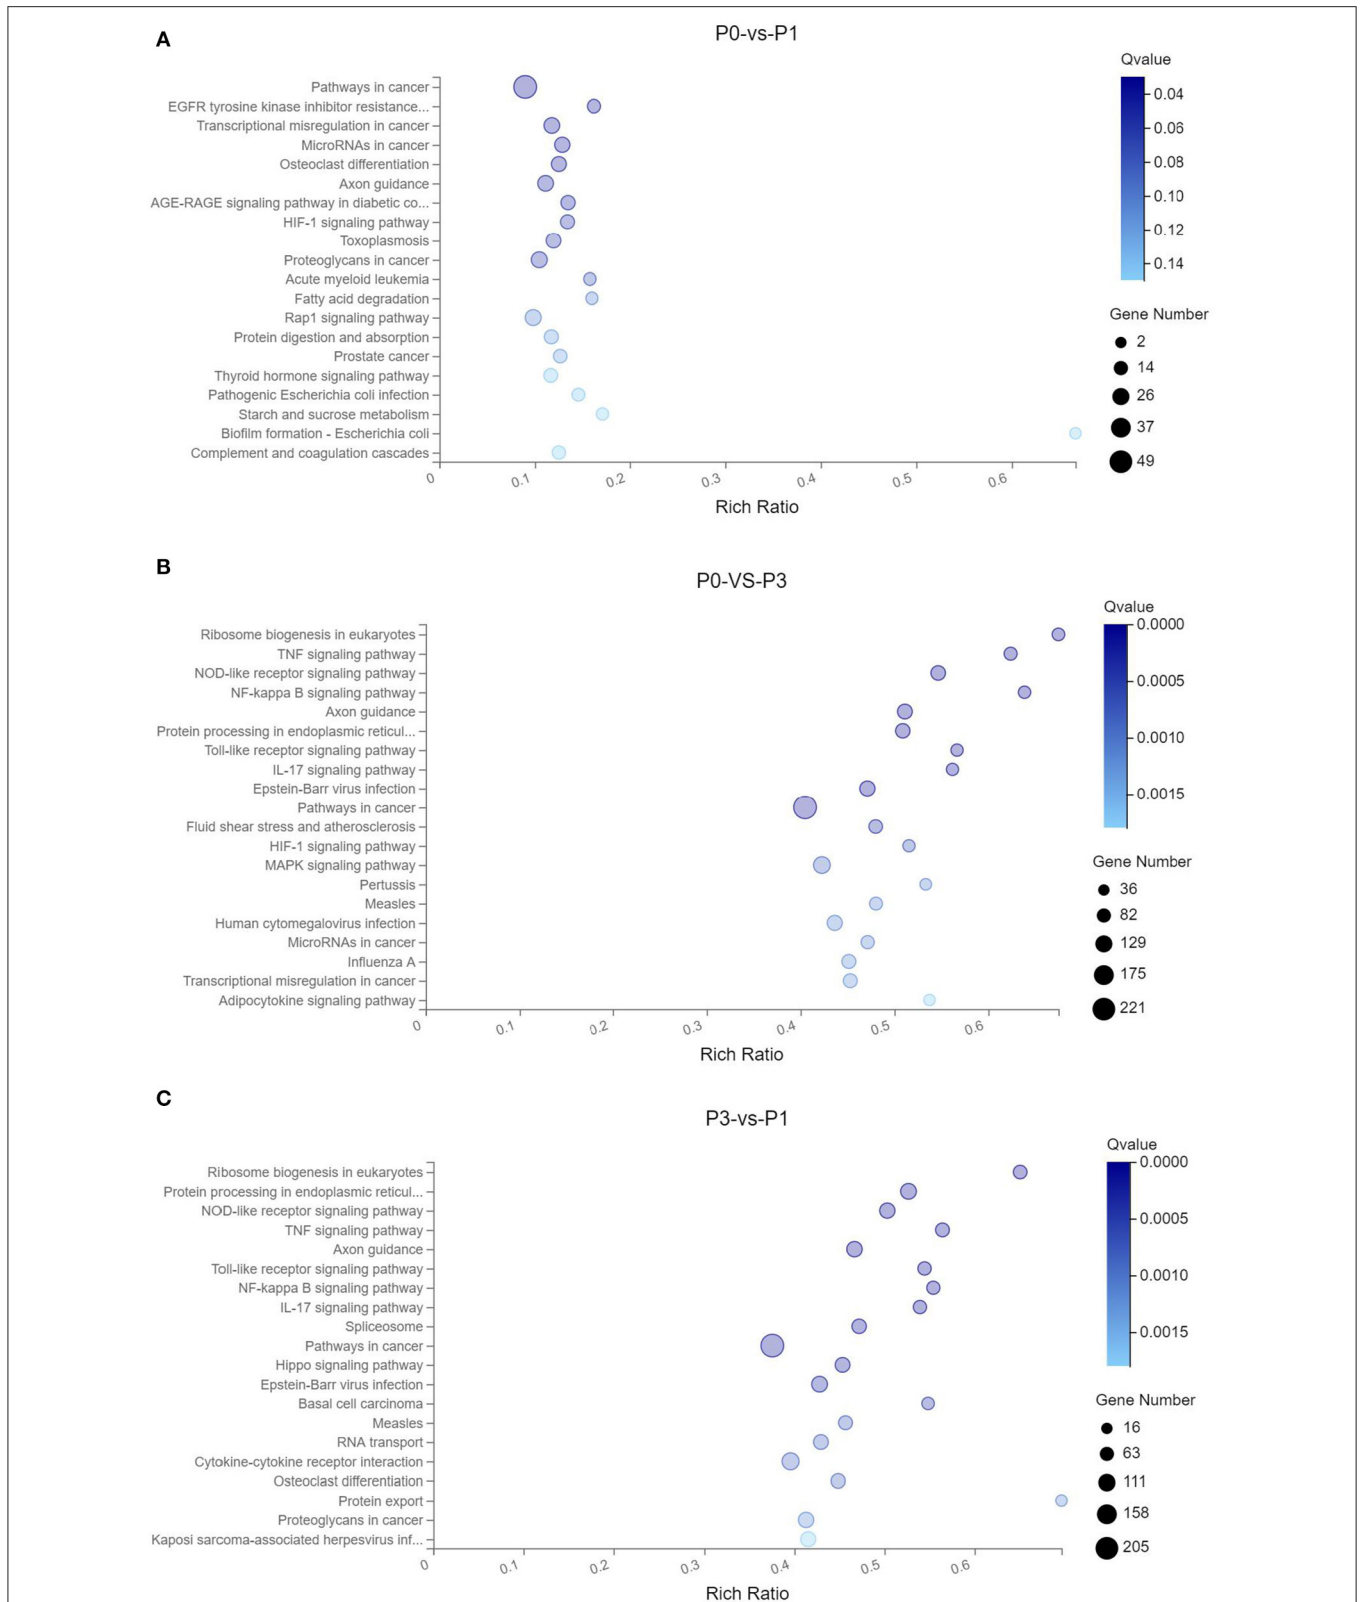 A
P0-vs-P1
Pathways in cancer
EGFR tyrosine kinase inhibitor resistance...
Transcriptional misregulation in cancer
MicroRNAs in cancer
Osteoclast differentiation
Axon guidance
AGE-RAGE signaling pathway in diabetic co...
HIF-1 signaling pathway
Toxoplasmosis
Proteoglycans in cancer
Acute myeloid leukemia
Fatty acid degradation
Rap1 signaling pathway
Protein digestion and absorption
Prostate cancer
Thyroid hormone signaling pathway
Pathogenic Escherichia coli infection
Starch and sucrose metabolism
Biofilm formation - Escherichia coli
Complement and coagulation cascades
0 0.1 0.2 0.3 0.4 0.5 0.6
Rich Ratio
Qvalue
0.04
0.06
0.08
0.10
0.12
0.14
Gene Number
2
14
26
37
49
B
P0-VS-P3
Ribosome biogenesis in eukaryotes
TNF signaling pathway
NOD-like receptor signaling pathway
NF-kappa B signaling pathway
Axon guidance
Protein processing in endoplasmic reticul...
Toll-like receptor signaling pathway
IL-17 signaling pathway
Epstein-Barr virus infection
Pathways in cancer
Fluid shear stress and atherosclerosis
HIF-1 signaling pathway
MAPK signaling pathway
Pertussis
Measles
Human cytomegalovirus infection
MicroRNAs in cancer
Influenza A
Transcriptional misregulation in cancer
Adipocytokine signaling pathway
0 0.1 0.2 0.3 0.4 0.5 0.6
Rich Ratio
Qvalue
0.0000
0.0005
0.0010
0.0015
Gene Number
36
82
129
175
221
C
P3-vs-P1
Ribosome biogenesis in eukaryotes
Protein processing in endoplasmic reticul...
NOD-like receptor signaling pathway
TNF signaling pathway
Axon guidance
Toll-like receptor signaling pathway
NF-kappa B signaling pathway
IL-17 signaling pathway
Spliceosome
Pathways in cancer
Hippo signaling pathway
Epstein-Barr virus infection
Basal cell carcinoma
Measles
RNA transport
Cytokine-cytokine receptor interaction
Osteoclast differentiation
Protein export
Proteoglycans in cancer
Kaposi sarcoma-associated herpesvirus inf...
0 0.1 0.2 0.3 0.4 0.5 0.6
Rich Ratio
Qvalue
0.0000
0.0005
0.0010
0.0015
Gene Number
16
63
111
158
205